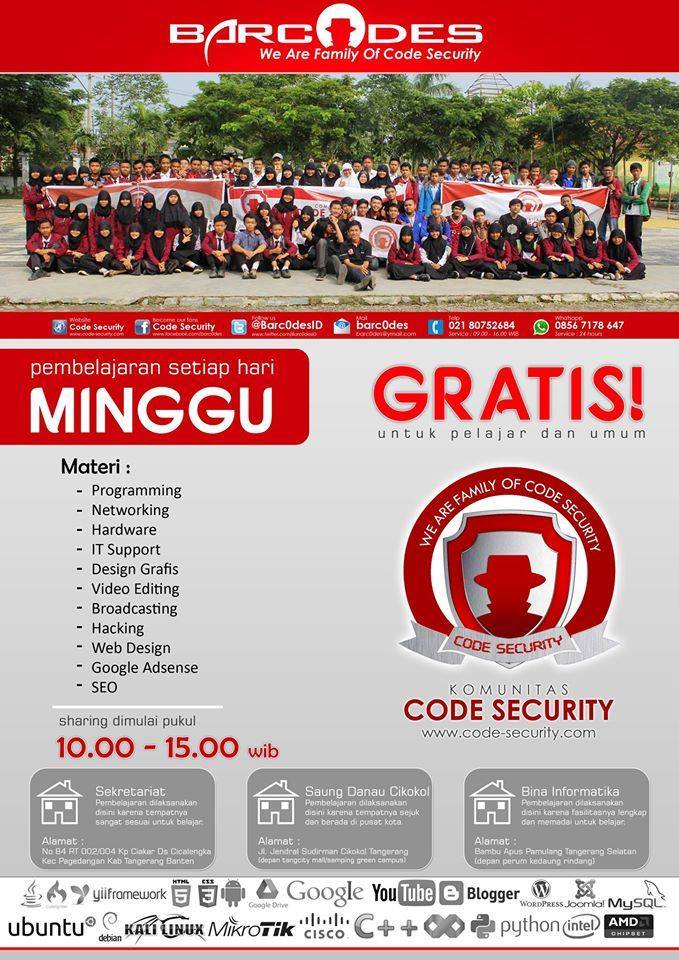 BARC0DES
We Are Family Of Code Security
CODE SE
Website
Code Security
www.code-security.com
Become our fans
Code Security
www.facebook.com/barc0des
Follow us
@Barc0desID
www.twitter.com/Barc0desID
Mail
barc0des
barc0des@ymail.com
Telp
021 80752684
Service : 09.00 - 16.00 WIB
Whatsapp
0856 7178 647
Service : 24 hours
pembelajaran setiap hari
MINGGU
GRATIS!
untuk pelajar dan umum
Materi :
- Programming
- Networking
- Hardware
- IT Support
- Design Grafis
- Video Editing
- Broadcasting
- Hacking
- Web Design
- Google Adsense
- SEO
WE ARE FAMILY OF CODE SECURITY
CODE SECURITY
KOMUNITAS
CODE SECURITY
www.code-security.com
sharing dimulai pukul
10.00 - 15.00 wib
Sekretariat
Pembelajaran dilaksanakan
disini karena tempatnya
sangat sesuai untuk belajar.
Alamat :
No 84 RT 002/004 Kp Ciakar Ds Cicalengka
Kec Pagedangan Kab Tangerang Banten
Saung Danau Cikokol
Pembelajaran dilaksanakan
disini karena tempatnya sejuk
dan berada di pusat kota.
Alamat :
Jl. Jendral Sudirman Cikokol Tangerang
(depan tangcity mall/samping green campus)
Bina Informatika
Pembelajaran dilaksanakan
disini karena fasilitasnya lengkap
dan memadai untuk belajar.
Alamat :
Bambu Apus Pamulang Tangerang Selatan
(depan perum kedaung rindang)
yiiframework
HTML
5
CSS
3
Google Drive
Google
YouTube
Blogger
WORDPRESS
Joomla!
MySQL
ubuntu
debian
KALI LINUX
MikroTik
CISCO
C++
python
intel
AMD
CHIPSET